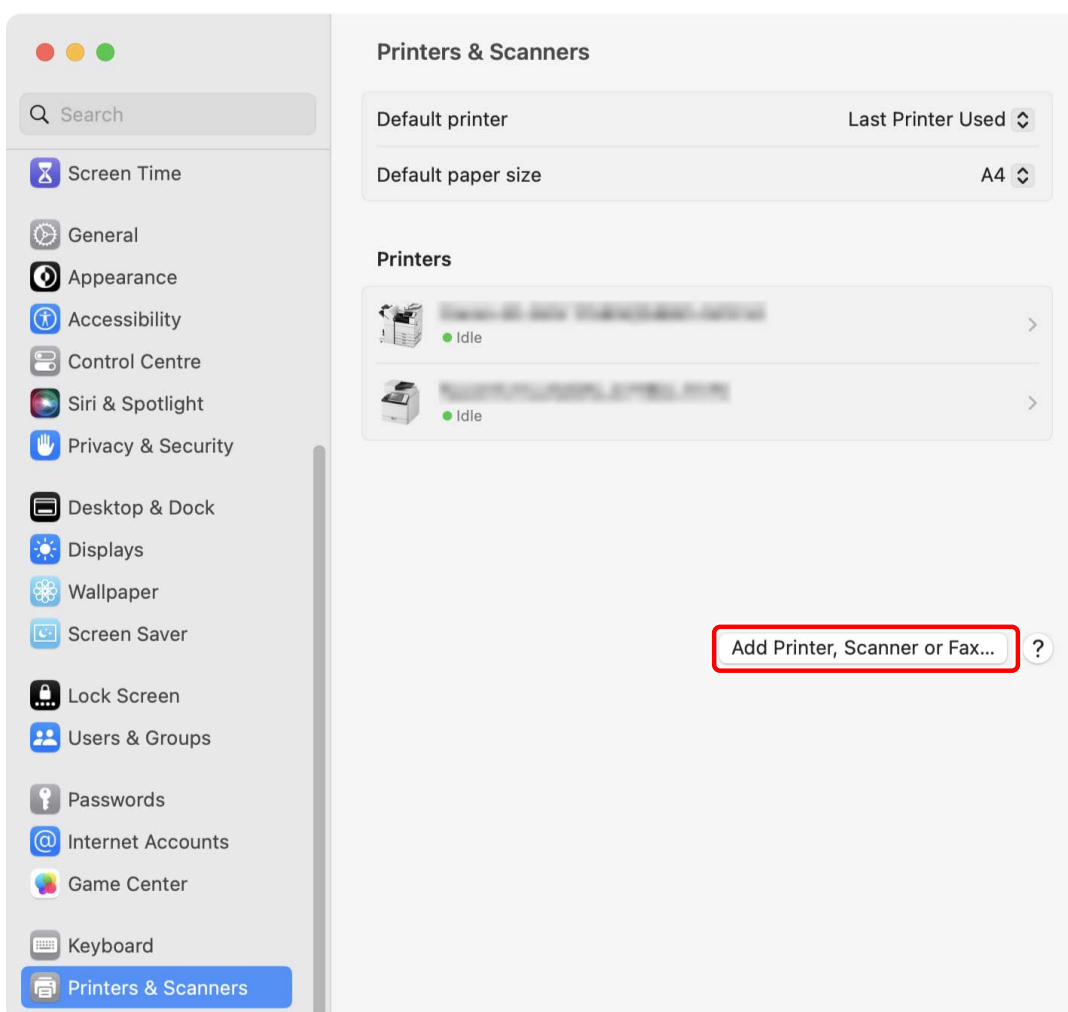 Search
Screen Time
General
Appearance
Accessibility
Control Centre
Siri & Spotlight
Privacy & Security
Desktop & Dock
Displays
Wallpaper
Screen Saver
Lock Screen
Users & Groups
Passwords
Internet Accounts
Game Center
Keyboard
Printers & Scanners
Printers & Scanners
Default printer Last Printer Used
Default paper size A4
Printers
Idle
Idle
Add Printer, Scanner or Fax... ?